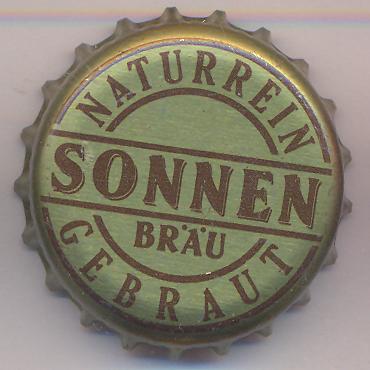 NATURREIN
SONNEN
BRÄU
GEBRAUT